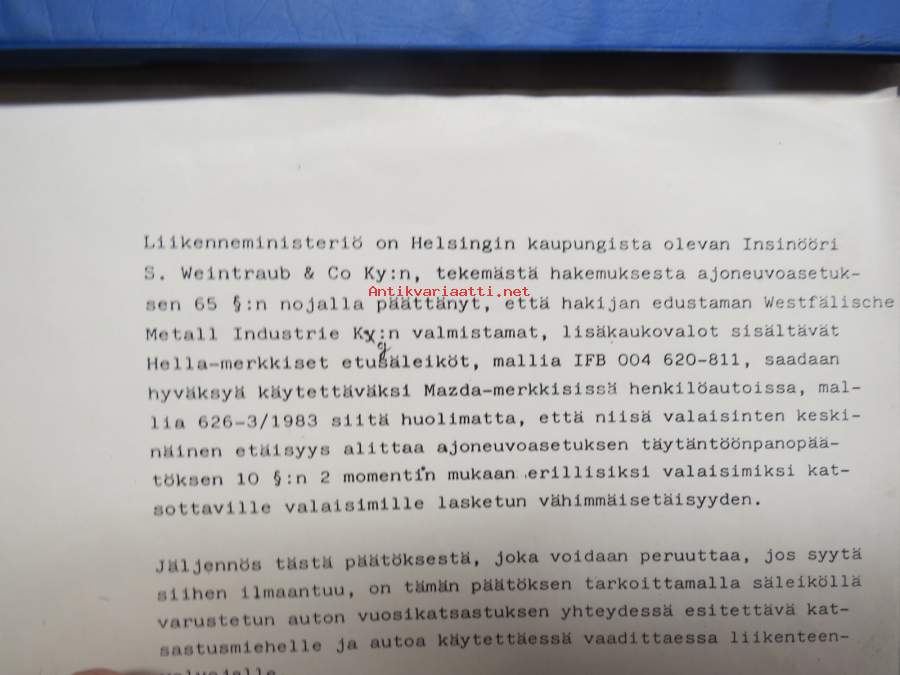 Liikenneministeriö on Helsingin kaupungista olevan Insinööri
S. Weintraub & Co Ky:n, tekemästä hakemuksesta ajoneuvoasetuk-
Antikvariaatti.net
sen 65 §:n nojalla päättänyt, että hakijan edustaman Westfälische
Metall Industrie Ky:n valmistamat, lisäkaukovalot sisältävät
Hella-merkkiset etusäleiköt, mallia IFB 004 620-811, saadaan
hyväksyä käytettäväksi Mazda-merkkisissä henkilöautoissa, mal-
lia 626-3/1983 siitä huolimatta, että niisä valaisinten keski-
näinen etäisyys alittaa ajoneuvoasetuksen täytäntöönpanopää-
töksen 10 §:n 2 momentin mukaan erillisiksi valaisimiksi kat-
sottaville valaisimille lasketun vähimmäisetäisyyden.
Jäljennös tästä päätöksestä, joka voidaan peruuttaa, jos syytä
siihen ilmaantuu, on tämän päätöksen tarkoittamalla säleiköllä
varustetun auton vuosikatsastuksen yhteydessä esitettävä kat-
sastusmiehelle ja autoa käytettäessä vaadittaessa liikenteen-